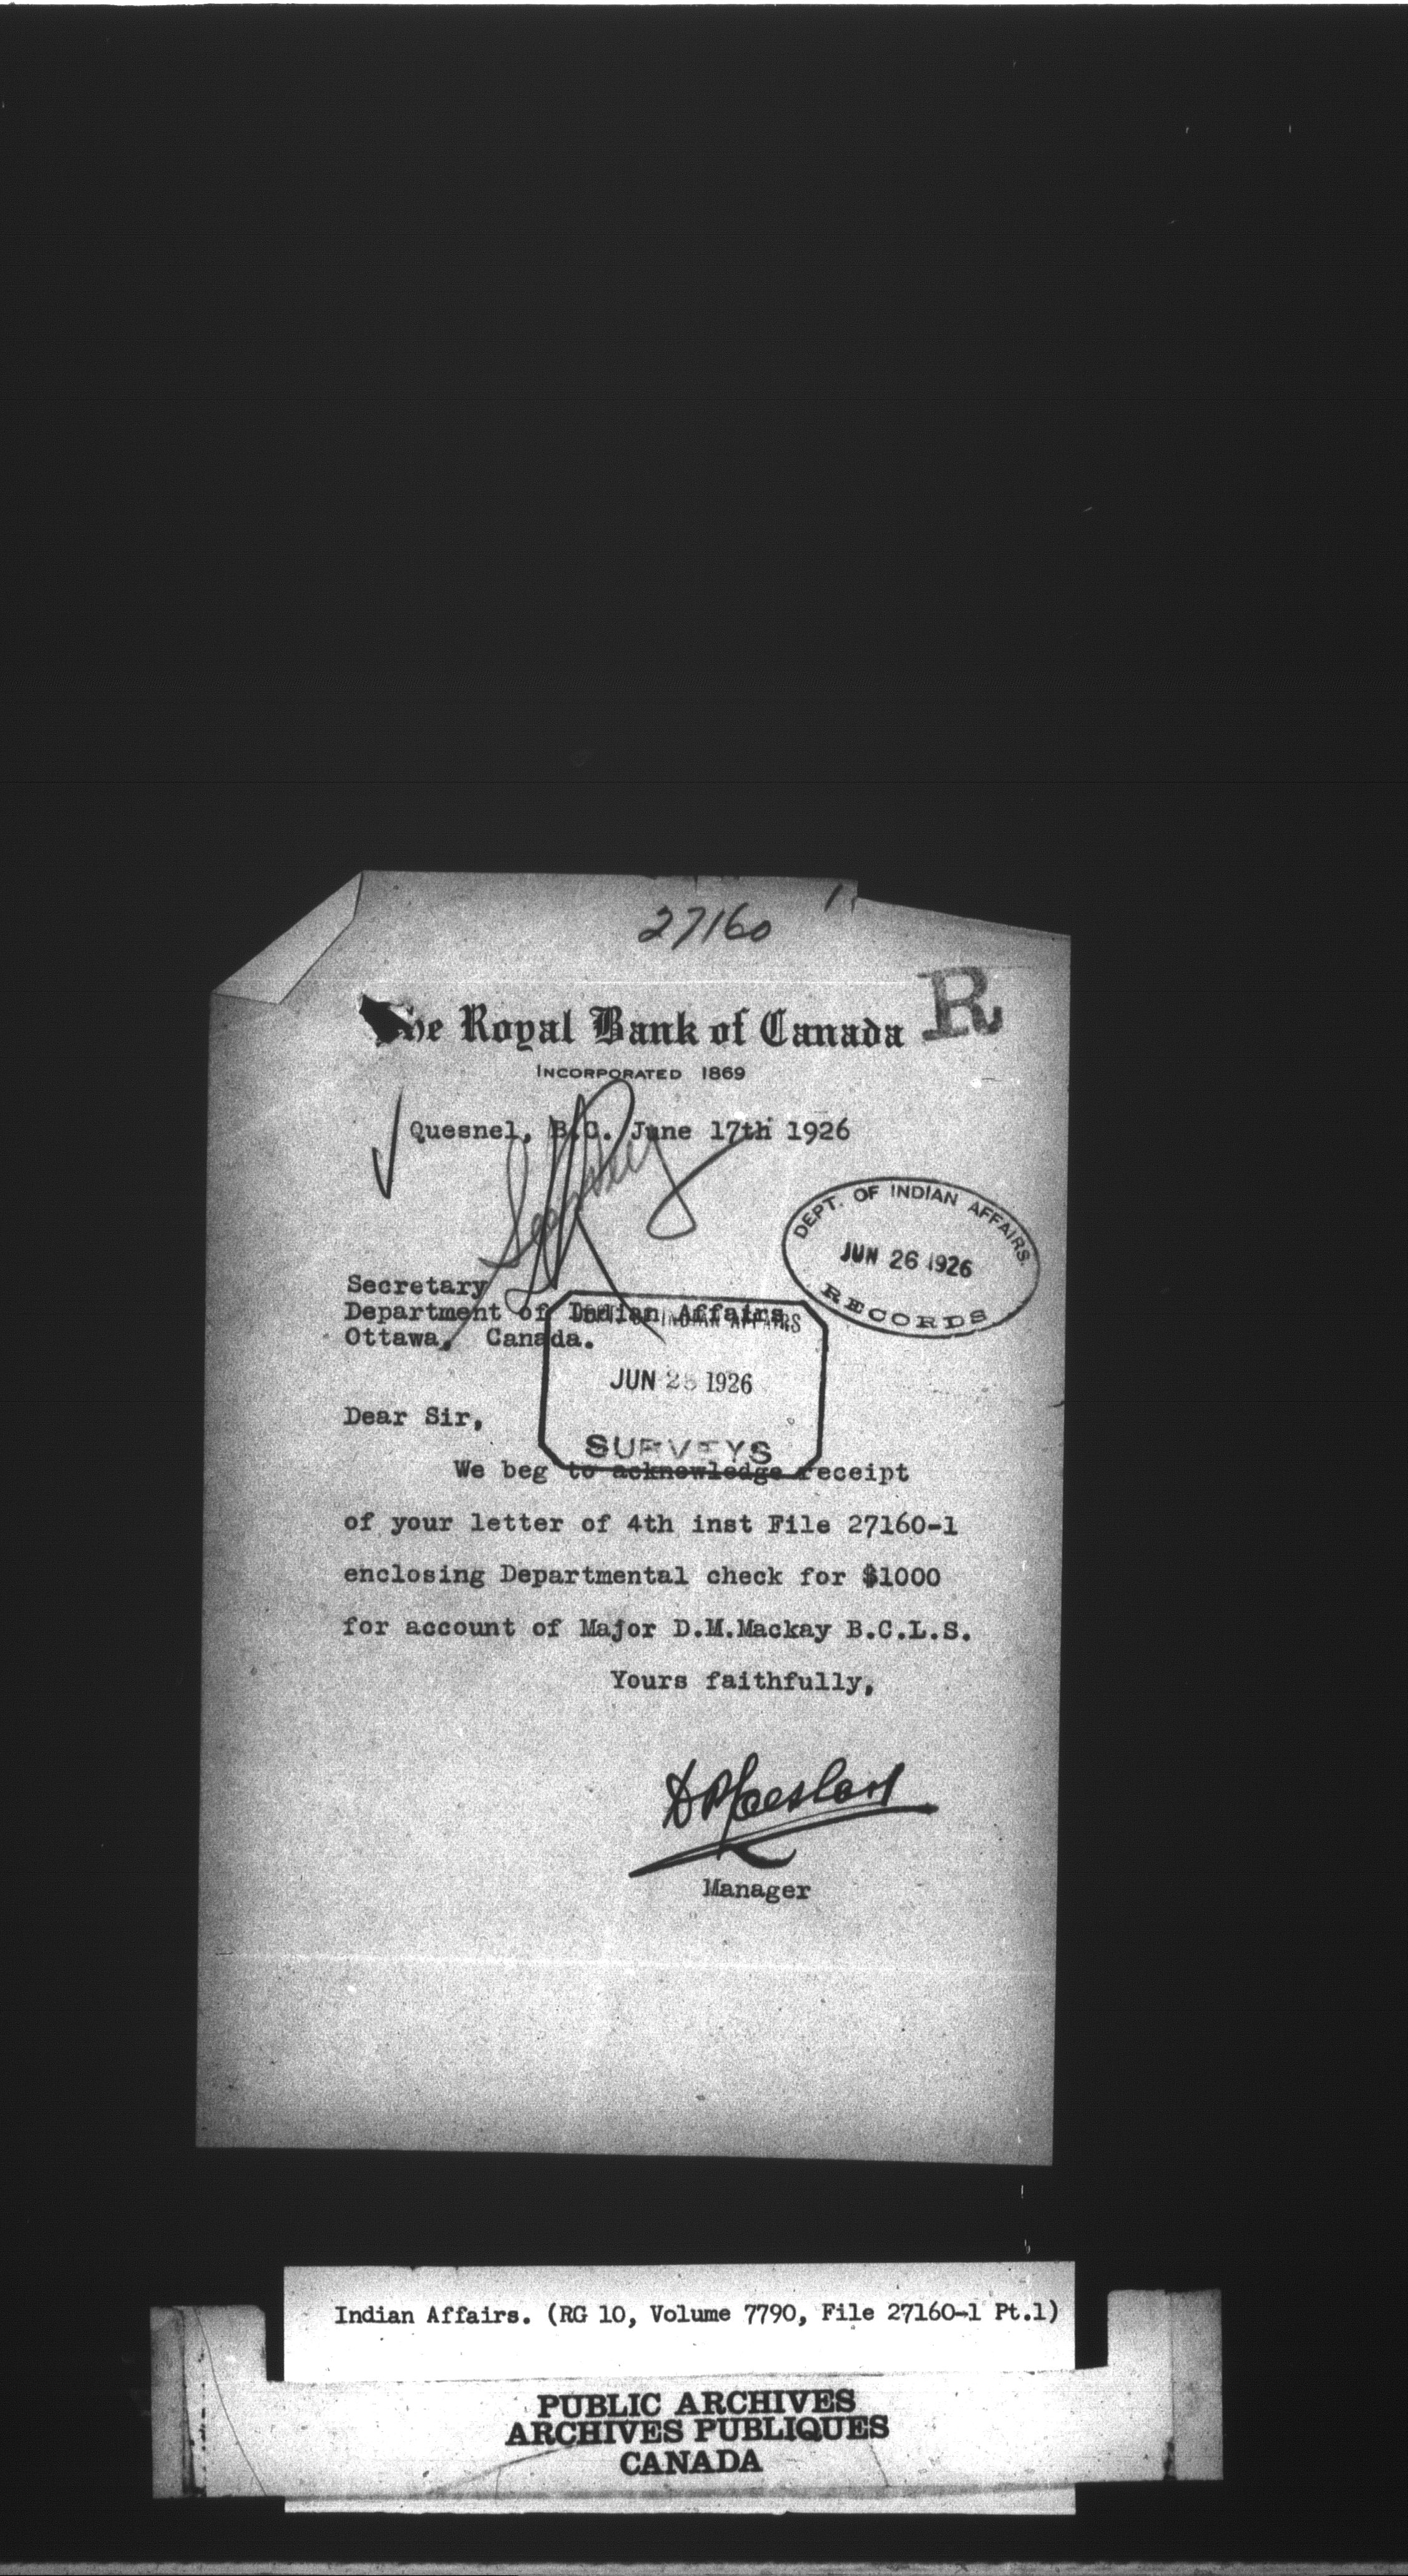 27160
R
he Royal Bank of Canada
INCORPORATED 1869
Quesnel, B.C. June 17th 1926
DEPT. OF INDIAN AFFAIRS
JUN 26 1926
RECORDS
Secretary
Department of Indian Affairs
Ottawa, Canada.
INDIAN AFFAIRS
JUN 1926
SURVEYS
Dear Sir,
We beg to acknowledge receipt
of your letter of 4th inst File 27160-1
enclosing Departmental check for $1000
for account of Major D.M.Mackay B.C.L.S.
Yours faithfully,
Manager
Indian Affairs. (RG 10, Volume 7790, File 27160-1 Pt.1)
PUBLIC ARCHIVES
ARCHIVES PUBLIQUES
CANADA